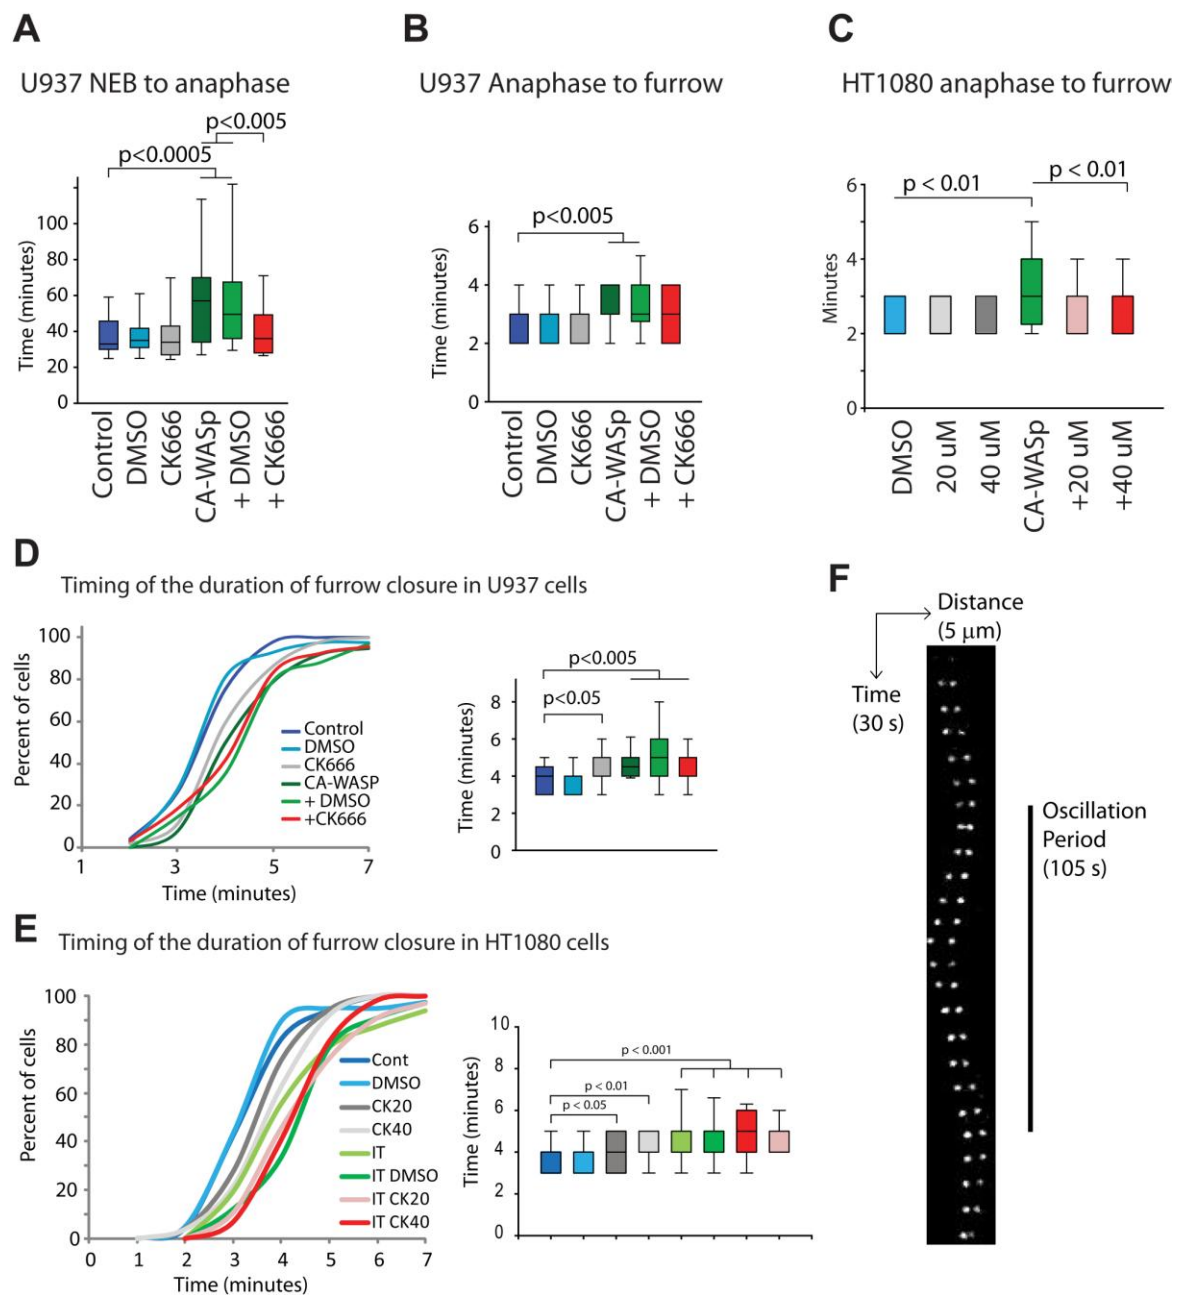 A
U937 NEB to anaphase
p<0.005
p<0.0005
Time (minutes)
100
80
60
40
20
0
Control
DMSO
CK666
CA-WASp
+ DMSO
+ CK666
B
U937 Anaphase to furrow
p<0.005
Time (minutes)
6
4
2
0
Control
DMSO
CK666
CA-WASp
+ DMSO
+ CK666
C
HT1080 anaphase to furrow
p < 0.01
p < 0.01
Minutes
6
4
2
0
DMSO
20 uM
40 uM
CA-WASp
+20 uM
+40 uM
D
Timing of the duration of furrow closure in U937 cells
Percent of cells
100
80
60
40
20
0
1
3
5
7
Time (minutes)
Control
DMSO
CK666
CA-WASP
+ DMSO
+CK666
p<0.005
p<0.05
Time (minutes)
8
6
4
2
0
E
Timing of the duration of furrow closure in HT1080 cells
Percent of cells
100
80
60
40
20
0
0
1
2
3
4
5
6
7
Time (minutes)
Cont
DMSO
CK20
CK40
IT
IT DMSO
IT CK20
IT CK40
p < 0.001
p < 0.01
p < 0.05
Time (minutes)
10
8
6
4
2
0
F
Distance
(5 μm)
Time
(30 s)
Oscillation
Period
(105 s)